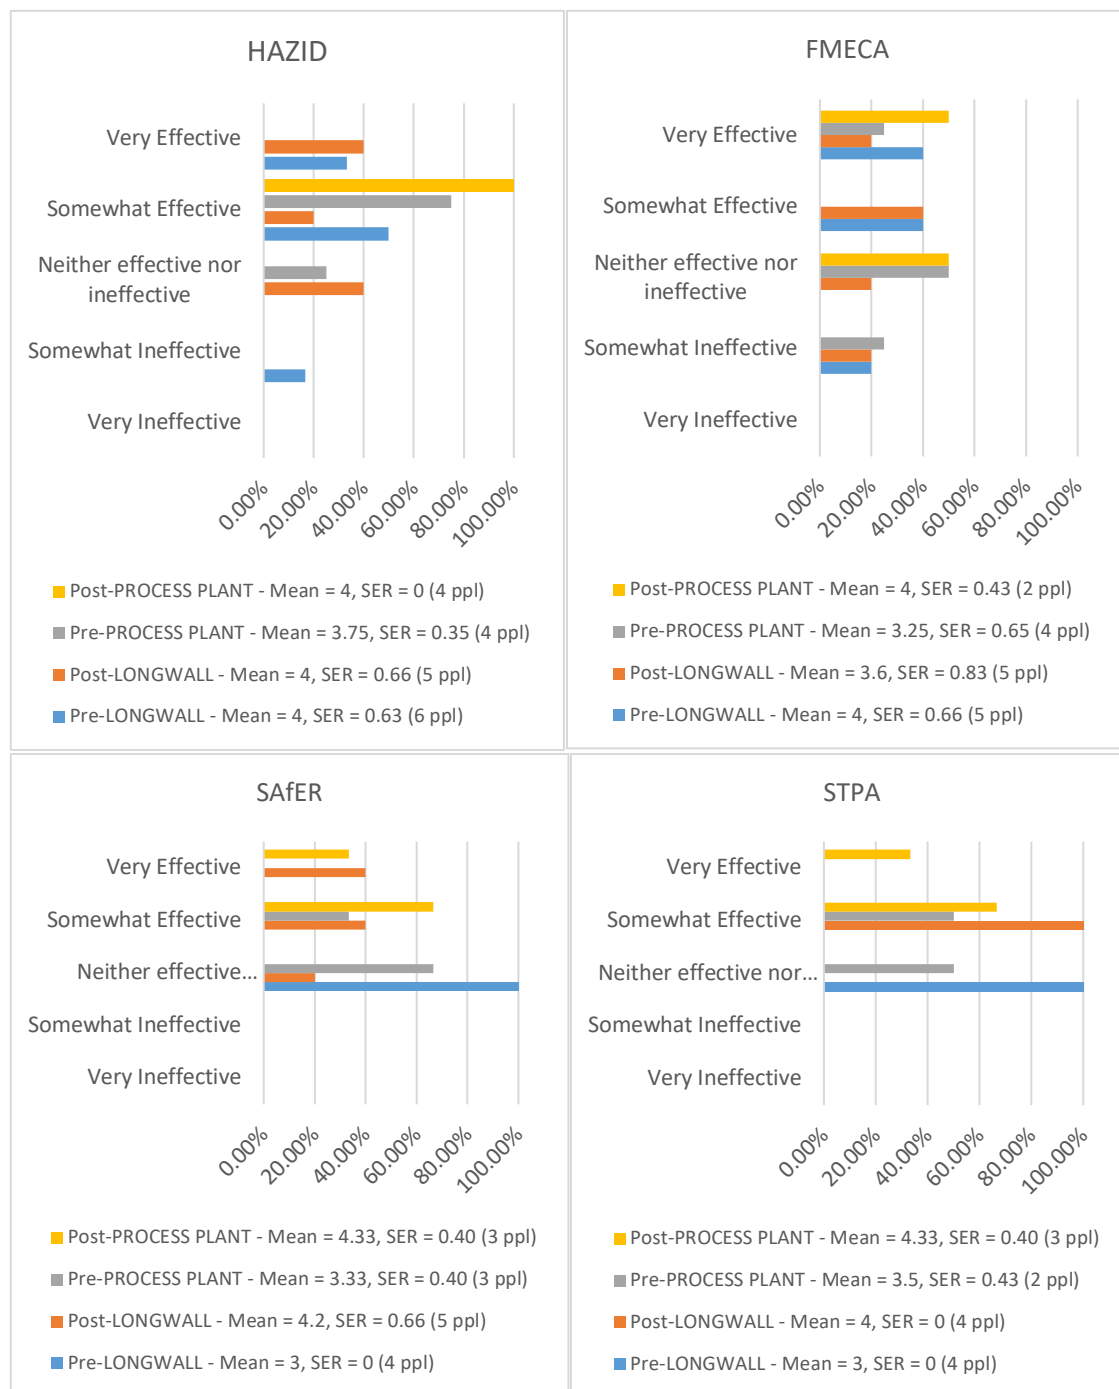 HAZID
Very Effective
Somewhat Effective
Neither effective nor
ineffective
Somewhat Ineffective
Very Ineffective
0.00%
20.00%
40.00%
60.00%
80.00%
100.00%
Post-PROCESS PLANT - Mean = 4, SER = 0 (4 ppl)
Pre-PROCESS PLANT - Mean = 3.75, SER = 0.35 (4 ppl)
Post-LONGWALL - Mean = 4, SER = 0.66 (5 ppl)
Pre-LONGWALL - Mean = 4, SER = 0.63 (6 ppl)
FMECA
Very Effective
Somewhat Effective
Neither effective nor
ineffective
Somewhat Ineffective
Very Ineffective
0.00%
20.00%
40.00%
60.00%
80.00%
100.00%
Post-PROCESS PLANT - Mean = 4, SER = 0.43 (2 ppl)
Pre-PROCESS PLANT - Mean = 3.25, SER = 0.65 (4 ppl)
Post-LONGWALL - Mean = 3.6, SER = 0.83 (5 ppl)
Pre-LONGWALL - Mean = 4, SER = 0.66 (5 ppl)
SAfER
Very Effective
Somewhat Effective
Neither effective...
Somewhat Ineffective
Very Ineffective
0.00%
20.00%
40.00%
60.00%
80.00%
100.00%
Post-PROCESS PLANT - Mean = 4.33, SER = 0.40 (3 ppl)
Pre-PROCESS PLANT - Mean = 3.33, SER = 0.40 (3 ppl)
Post-LONGWALL - Mean = 4.2, SER = 0.66 (5 ppl)
Pre-LONGWALL - Mean = 3, SER = 0 (4 ppl)
STPA
Very Effective
Somewhat Effective
Neither effective nor...
Somewhat Ineffective
Very Ineffective
0.00%
20.00%
40.00%
60.00%
80.00%
100.00%
Post-PROCESS PLANT - Mean = 4.33, SER = 0.40 (3 ppl)
Pre-PROCESS PLANT - Mean = 3.5, SER = 0.43 (2 ppl)
Post-LONGWALL - Mean = 4, SER = 0 (4 ppl)
Pre-LONGWALL - Mean = 3, SER = 0 (4 ppl)